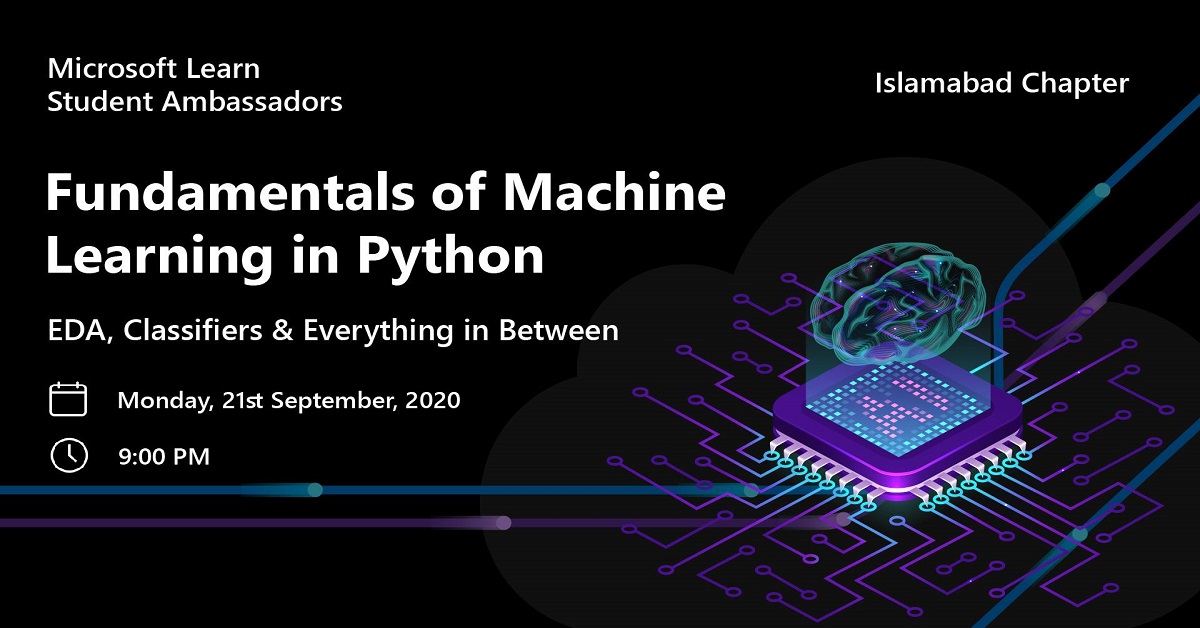 Microsoft Learn
Student Ambassadors
Islamabad Chapter
Fundamentals of Machine
Learning in Python
EDA, Classifiers & Everything in Between
Monday, 21st September, 2020
9:00 PM